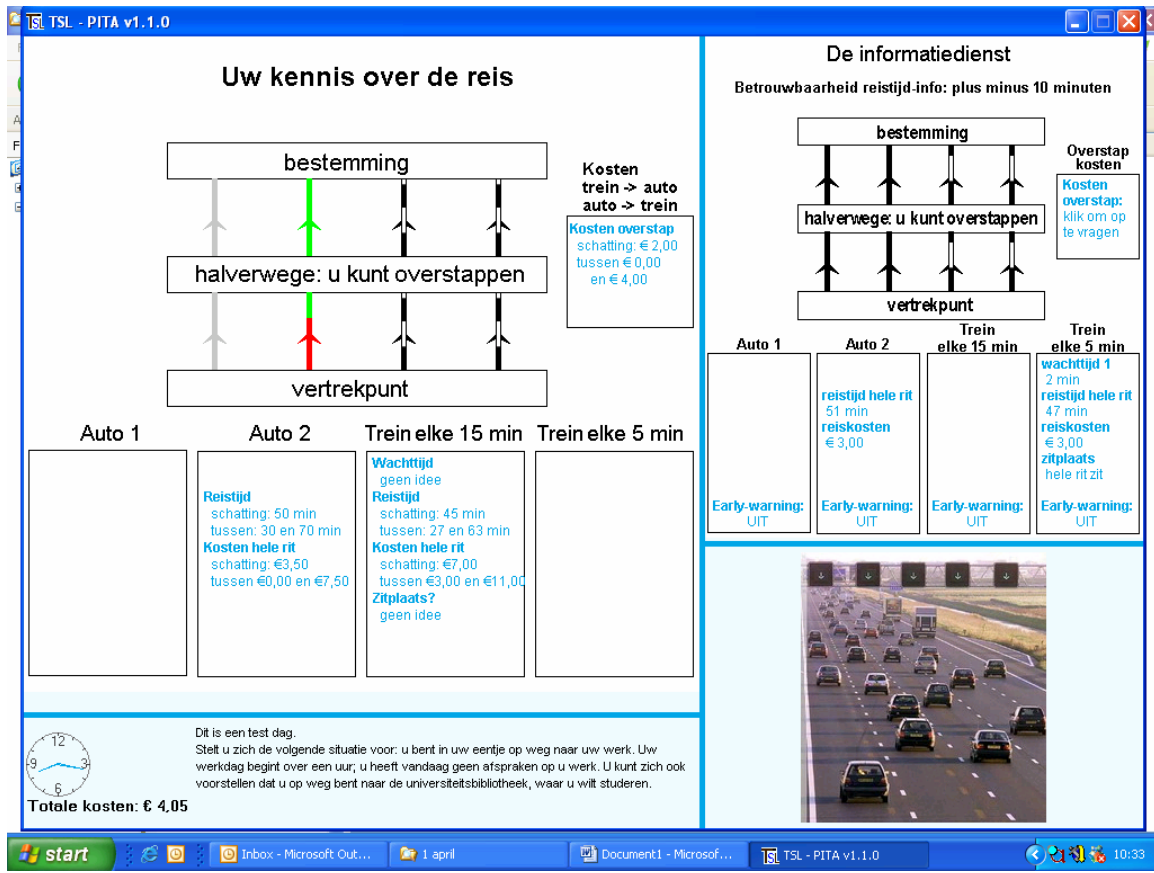 TSL - PITA v1.1.0
Uw kennis over de reis
bestemming
halverwege: u kunt overstappen
vertrekpunt
Kosten
trein -> auto
auto -> trein
Kosten overstap
schatting: € 2,00
tussen € 0,00
en € 4,00
Auto 1
Auto 2
Trein elke 15 min
Trein elke 5 min
Reistijd
schatting: 50 min
tussen: 30 en 70 min
Kosten hele rit
schatting: €3,50
tussen €0,00 en €7,50
Wachttijd
geen idee
Reistijd
schatting: 45 min
tussen: 27 en 63 min
Kosten hele rit
schatting: €7,00
tussen €3,00 en €11,00
Zitplaats?
geen idee
De informatiedienst
Betrouwbaarheid reistijd-info: plus minus 10 minuten
bestemming
halverwege: u kunt overstappen
vertrekpunt
Overstap
kosten
Kosten
overstap:
klik om op
te vragen
Auto 1
Early-warning:
UIT
Auto 2
reistijd hele rit
51 min
reiskosten
€ 3,00
Early-warning:
UIT
Trein
elke 15 min
Early-warning:
UIT
Trein
elke 5 min
wachttijd 1
2 min
reistijd hele rit
47 min
reiskosten
€ 3,00
zitplaats
hele rit zit
Early-warning:
UIT
12
3
6
9
Totale kosten: € 4,05
Dit is een test dag.
Stelt u zich de volgende situatie voor: u bent in uw eentje op weg naar uw werk. Uw
werkdag begint over een uur; u heeft vandaag geen afspraken op u werk. U kunt zich ook
voorstellen dat u op weg bent naar de universiteitsbibliotheek, waar u wilt studeren.
start
Inbox - Microsoft Out...
1 april
Document1 - Microsof...
TSL - PITA v1.1.0
10:33